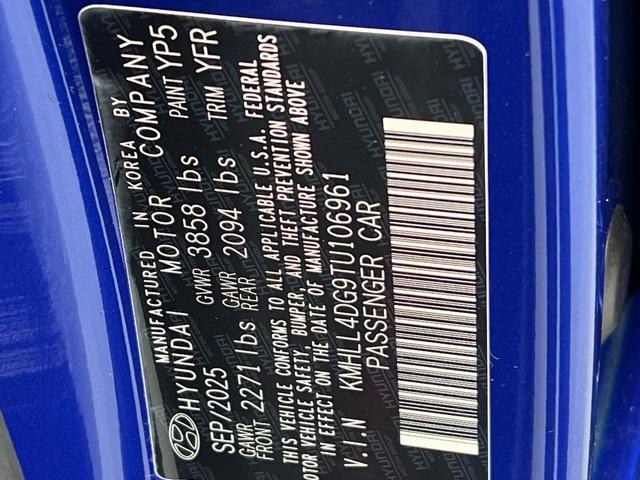 MANUFACTURED IN KOREA BY
HYUNDAI MOTOR COMPANY
SEP/2025 GVWR 3858 lbs PAINT YP5
GAWR FRONT 2271 lbs GAWR REAR 2094 lbs TRIM YFR
THIS VEHICLE CONFORMS TO ALL APPLICABLE U.S.A. FEDERAL
MOTOR VEHICLE SAFETY, BUMPER, AND THEFT PREVENTION STANDARDS
IN EFFECT ON THE DATE OF MANUFACTURE SHOWN ABOVE
V.I.N KMHLL4DG9TU106961
PASSENGER CAR